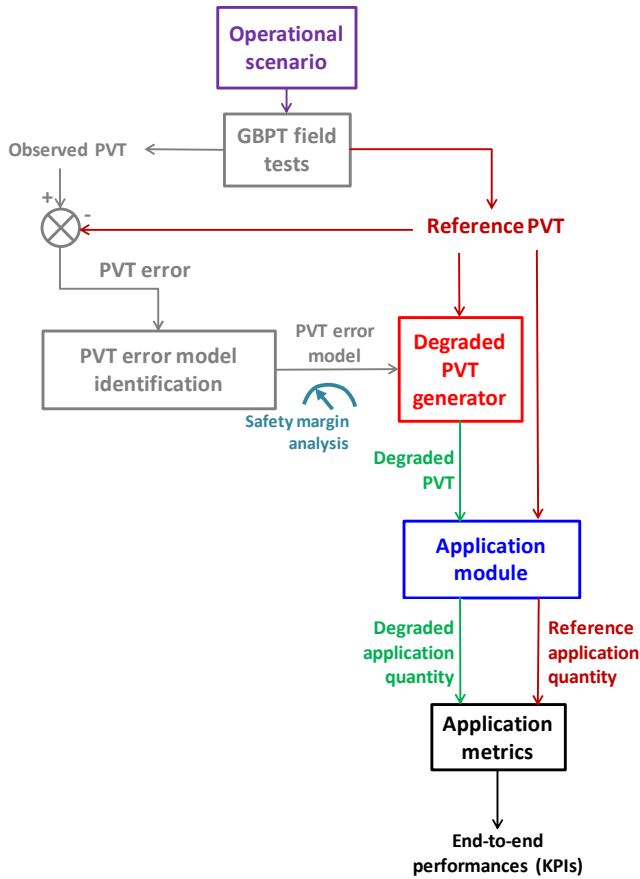 Operational
scenario
GBPT field
tests
Observed PVT
+
-
Reference PVT
PVT error
PVT error model
identification
PVT error
model
Safety margin
analysis
Degraded
PVT
generator
Degraded
PVT
Application
module
Degraded
application
quantity
Reference
application
quantity
Application
metrics
End-to-end
performances (KPIs)